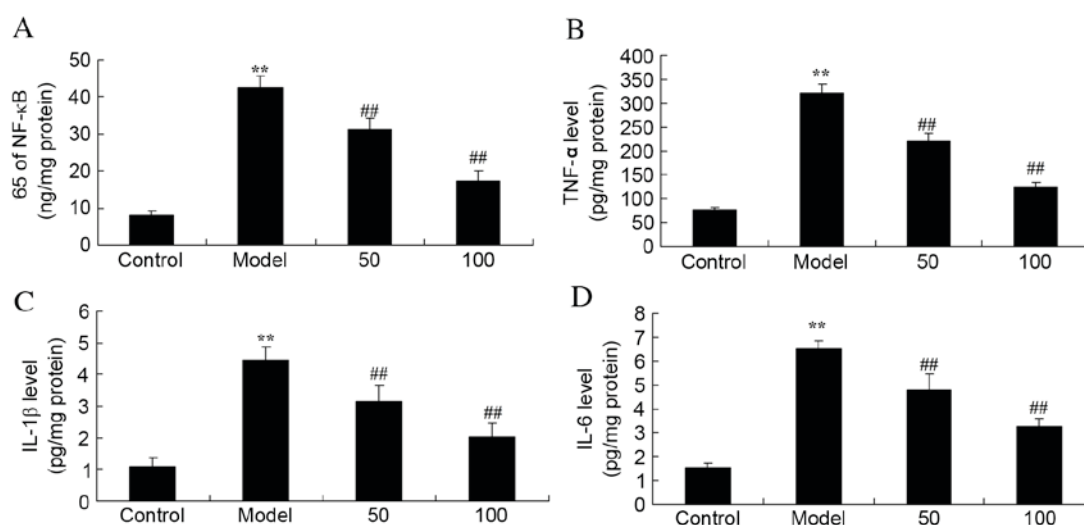 A
65 of NF-κB
(ng/mg protein)
50
40
30
20
10
0
**
##
##
Control Model 50 100
B
TNF-α level
(pg/mg protein)
400
350
300
250
200
150
100
50
0
**
##
##
Control Model 50 100
C
IL-1β level
(pg/mg protein)
6
5
4
3
2
1
0
**
##
##
Control Model 50 100
D
IL-6 level
(pg/mg protein)
8
7
6
5
4
3
2
1
0
**
##
##
Control Model 50 100